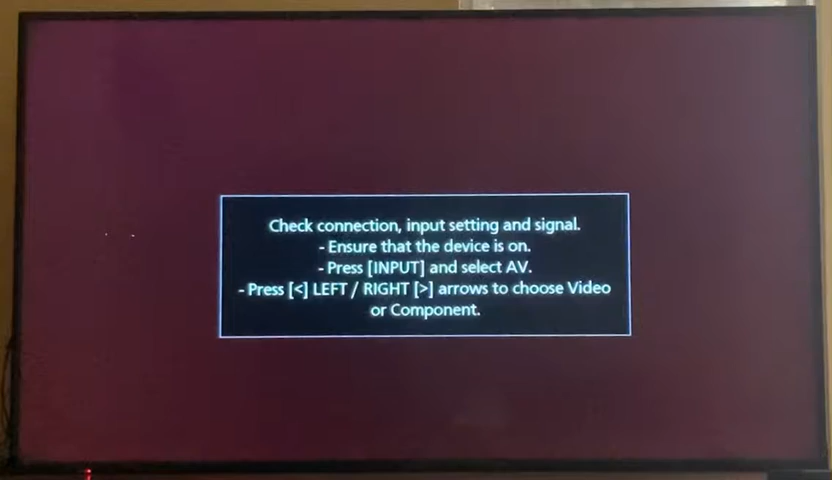 Check connection, input setting and signal.
- Ensure that the device is on.
- Press [INPUT] and select AV.
- Press [<] LEFT / RIGHT [>] arrows to choose Video
or Component.